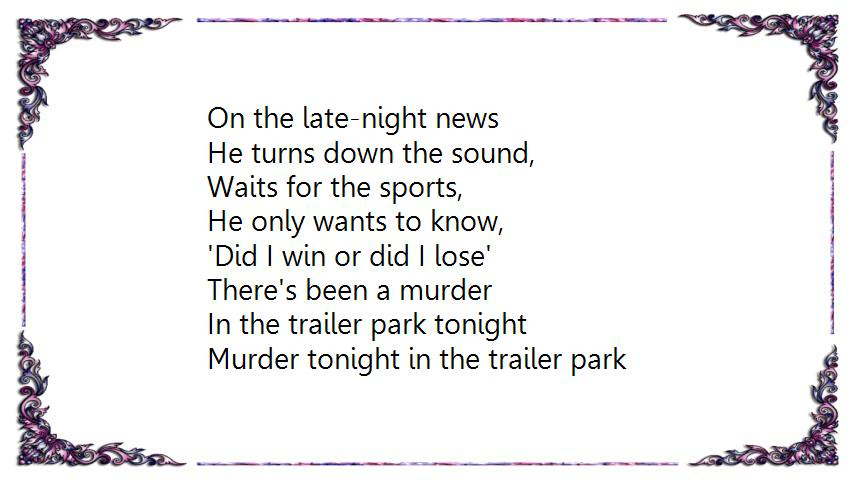 On the late-night news
He turns down the sound,
Waits for the sports,
He only wants to know,
'Did I win or did I lose'
There's been a murder
In the trailer park tonight
Murder tonight in the trailer park